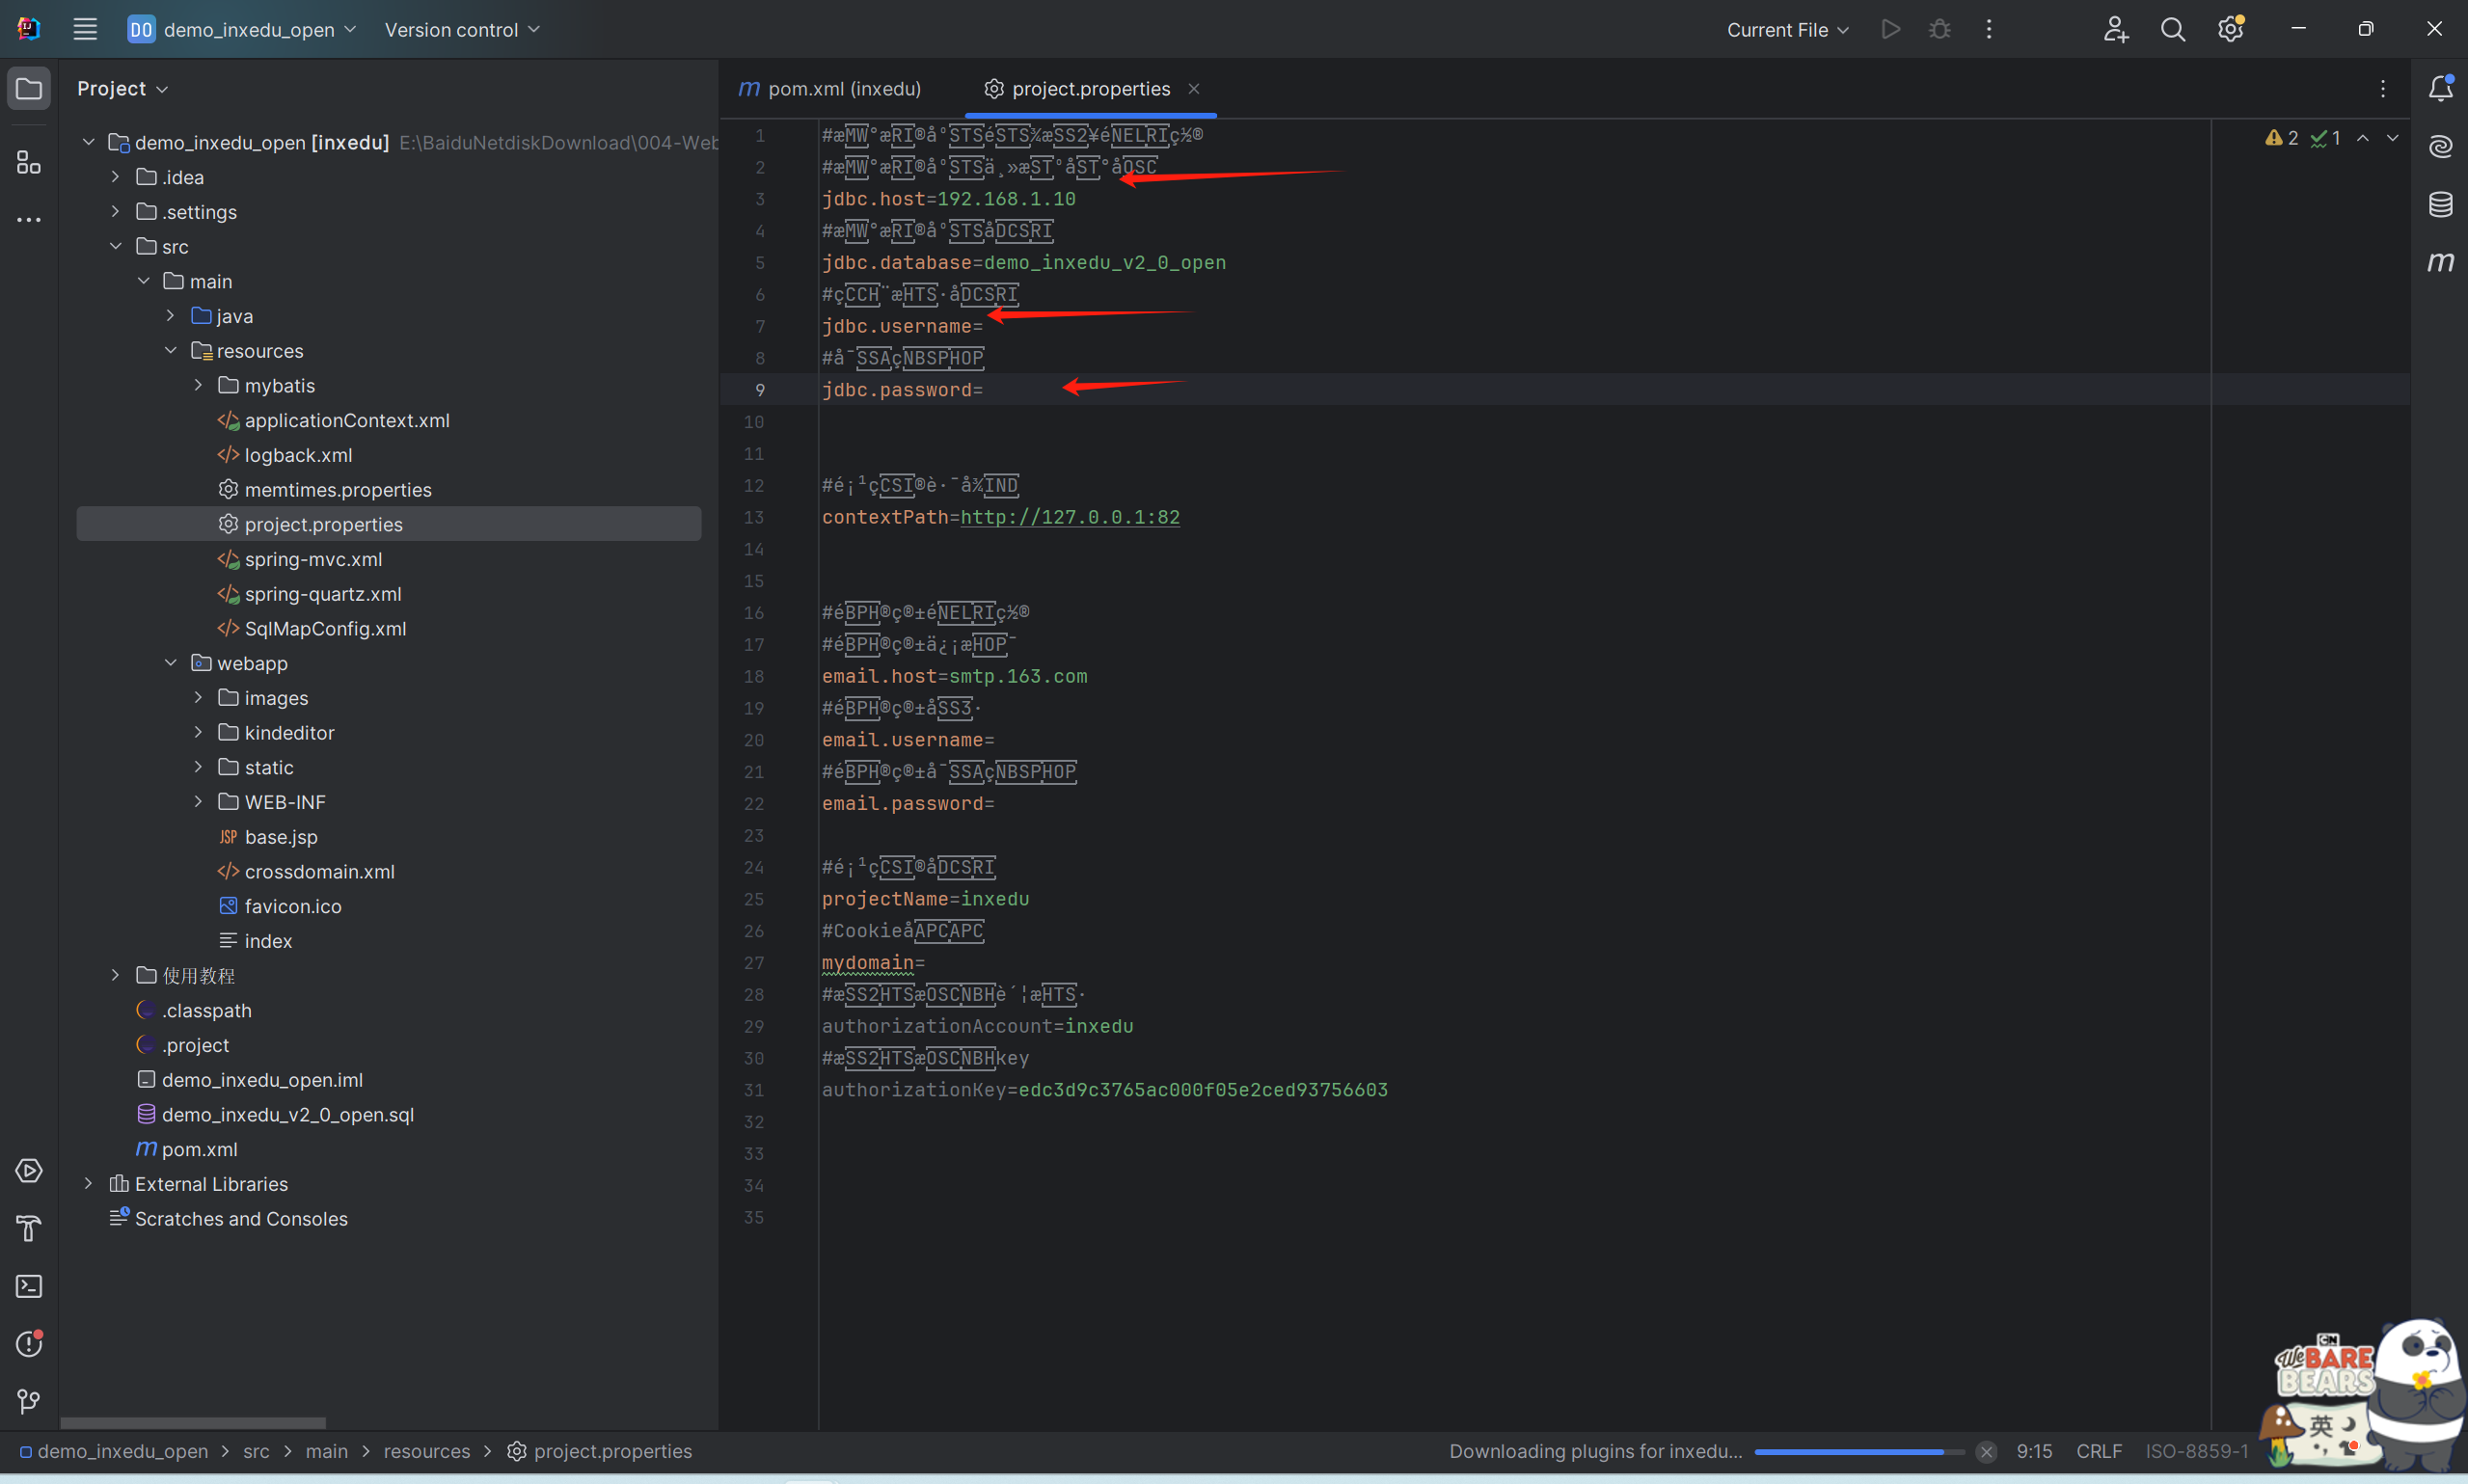 DO demo_inxedu_open Version control Current File
Project
demo_inxedu_open [inxedu] E:\BaiduNetdiskDownload\004-Web
.idea
.settings
src
main
java
resources
mybatis
applicationContext.xml
logback.xml
memtimes.properties
project.properties
spring-mvc.xml
spring-quartz.xml
SqlMapConfig.xml
webapp
images
kindeditor
static
WEB-INF
JSP base.jsp
crossdomain.xml
favicon.ico
index
使用教程
.classpath
.project
demo_inxedu_open.iml
demo_inxedu_v2_0_open.sql
m pom.xml
External Libraries
Scratches and Consoles
m pom.xml (inxedu) project.properties
2 1
1 #æMW°æRI®åºSTSéSTS¾æSS2¥éNELRIç½®
2 #æMW°æRI®åºSTSä¸»æST°åST°åOSC
3 jdbc.host=192.168.1.10
4 #æMW°æRI®åºSTSåDCSRI
5 jdbc.database=demo_inxedu_v2_0_open
6 #çCCH¨æHTS·åDCSRI
7 jdbc.username=
8 #å¯SSAçNBSPHOP
9 jdbc.password=
10
11
12 #é¡¹çCSI®è·¯å¾IND
13 contextPath=http://127.0.0.1:82
14
15
16 #éBPH®ç®±éNELRIç½®
17 #éBPH®ç®±ä¿¡æHOP¯
18 email.host=smtp.163.com
19 #éBPH®ç®±åSS3·
20 email.username=
21 #éBPH®ç®±å¯SSAçNBSPHOP
22 email.password=
23
24 #é¡¹çCSI®åDCSRI
25 projectName=inxedu
26 #CookieåAPCAPC
27 mydomain=
28 #æSS2HTSæOSCNBHè´¦æHTS·
29 authorizationAccount=inxedu
30 #æSS2HTSæOSCNBHkey
31 authorizationKey=edc3d9c3765ac000f05e2ced93756603
32
33
34
35
m
CN
We BARE
BEARS
英
demo_inxedu_open > src > main > resources > project.properties
Downloading plugins for inxedu... 9:15 CRLF ISO-8859-1